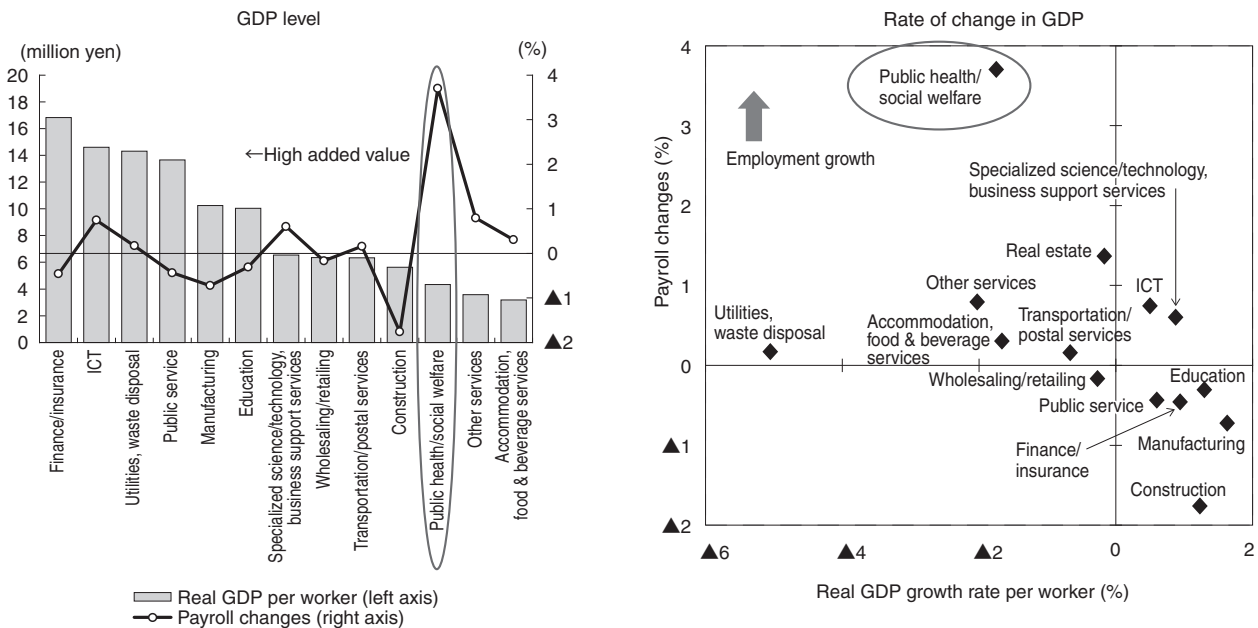 GDP level
(million yen)
(%)
20
18
16
14
12
10
8
6
4
2
0
4
3
2
1
0
▲1
▲2
←High added value
Finance/insurance
ICT
Utilities, waste disposal
Public service
Manufacturing
Education
Specialized science/technology,
business support services
Wholesaling/retailing
Transportation/postal services
Construction
Public health/social welfare
Other services
Accommodation,
food & beverage services
Real GDP per worker (left axis)
Payroll changes (right axis)
Rate of change in GDP
Payroll changes (%)
4
3
2
1
0
▲1
▲2
Public health/
social welfare
Employment growth
Specialized science/technology,
business support services
Real estate
Other services
ICT
Utilities,
waste disposal
Accommodation,
food & beverage
services
Transportation/
postal services
Wholesaling/retailing
Education
Public service
Finance/
insurance
Manufacturing
Construction
▲6
▲4
▲2
0
2
Real GDP growth rate per worker (%)